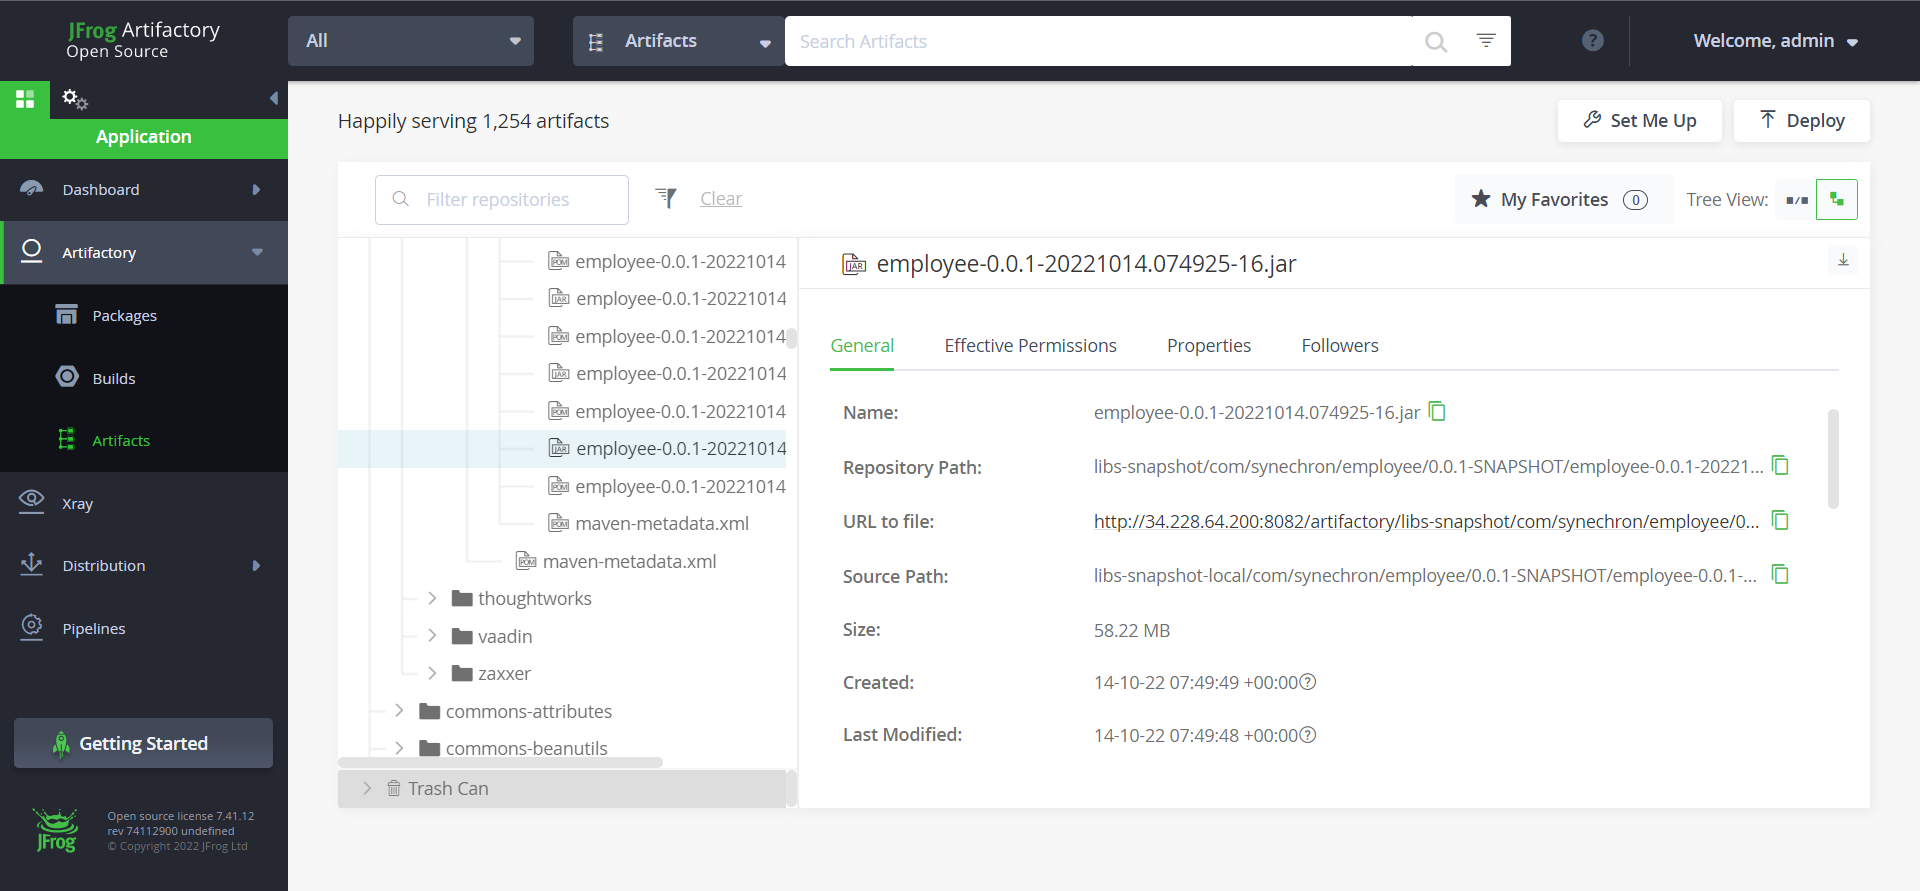 JFrog Artifactory
Open Source
All
Artifacts
Search Artifacts
?
Welcome, admin
Application
Dashboard
Artifactory
Packages
Builds
Artifacts
Xray
Distribution
Pipelines
Getting Started
JFrog
Open source license 7.41.12
rev 74112900 undefined
© Copyright 2022 JFrog Ltd
Happily serving 1,254 artifacts
Set Me Up
Deploy
Filter repositories
Clear
My Favorites 0
Tree View:
POM employee-0.0.1-20221014
JAR employee-0.0.1-20221014
POM employee-0.0.1-20221014
JAR employee-0.0.1-20221014
POM employee-0.0.1-20221014
JAR employee-0.0.1-20221014
POM employee-0.0.1-20221014
POM maven-metadata.xml
POM maven-metadata.xml
thoughtworks
vaadin
zaxxer
commons-attributes
commons-beanutils
Trash Can
JAR employee-0.0.1-20221014.074925-16.jar
General Effective Permissions Properties Followers
Name: employee-0.0.1-20221014.074925-16.jar
Repository Path: libs-snapshot/com/synechron/employee/0.0.1-SNAPSHOT/employee-0.0.1-20221...
URL to file: http://34.228.64.200:8082/artifactory/libs-snapshot/com/synechron/employee/0...
Source Path: libs-snapshot-local/com/synechron/employee/0.0.1-SNAPSHOT/employee-0.0.1-...
Size: 58.22 MB
Created: 14-10-22 07:49:49 +00:00 ?
Last Modified: 14-10-22 07:49:48 +00:00 ?